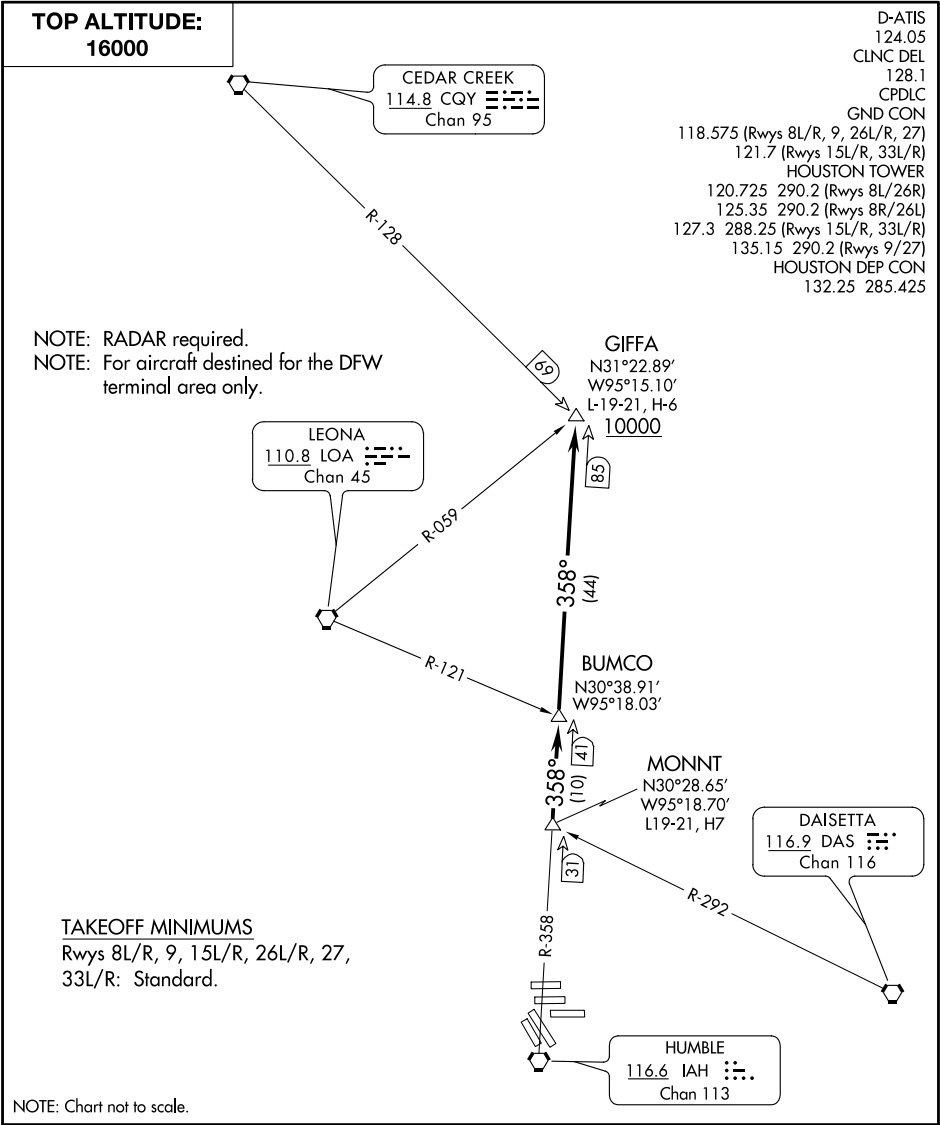 TOP ALTITUDE:
16000
D-ATIS
124.05
CLNC DEL
128.1
CPDLC
GND CON
118.575 (Rwys 8L/R, 9, 26L/R, 27)
121.7 (Rwys 15L/R, 33L/R)
HOUSTON TOWER
120.725 290.2 (Rwys 8L/26R)
125.35 290.2 (Rwys 8R/26L)
127.3 288.25 (Rwys 15L/R, 33L/R)
135.15 290.2 (Rwys 9/27)
HOUSTON DEP CON
132.25 285.425
CEDAR CREEK
114.8 CQY
Chan 95
R-128
NOTE: RADAR required.
NOTE: For aircraft destined for the DFW
terminal area only.
69
GIFFA
N31°22.89′
W95°15.10′
L-19-21, H-6
10000
85
LEONA
110.8 LOA
Chan 45
R-059
358°
(44)
R-121
BUMCO
N30°38.91′
W95°18.03′
41
358°
(10)
MONNT
N30°28.65′
W95°18.70′
L19-21, H7
31
DAISETTA
116.9 DAS
Chan 116
R-292
R-358
TAKEOFF MINIMUMS
Rwys 8L/R, 9, 15L/R, 26L/R, 27,
33L/R: Standard.
HUMBLE
116.6 IAH
Chan 113
NOTE: Chart not to scale.